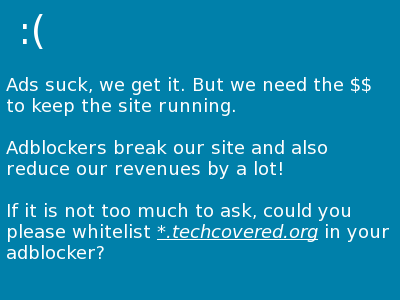 :(
Ads suck, we get it. But we need the $$
to keep the site running.
Adblockers break our site and also
reduce our revenues by a lot!
If it is not too much to ask, could you
please whitelist *.techcovered.org in your
adblocker?